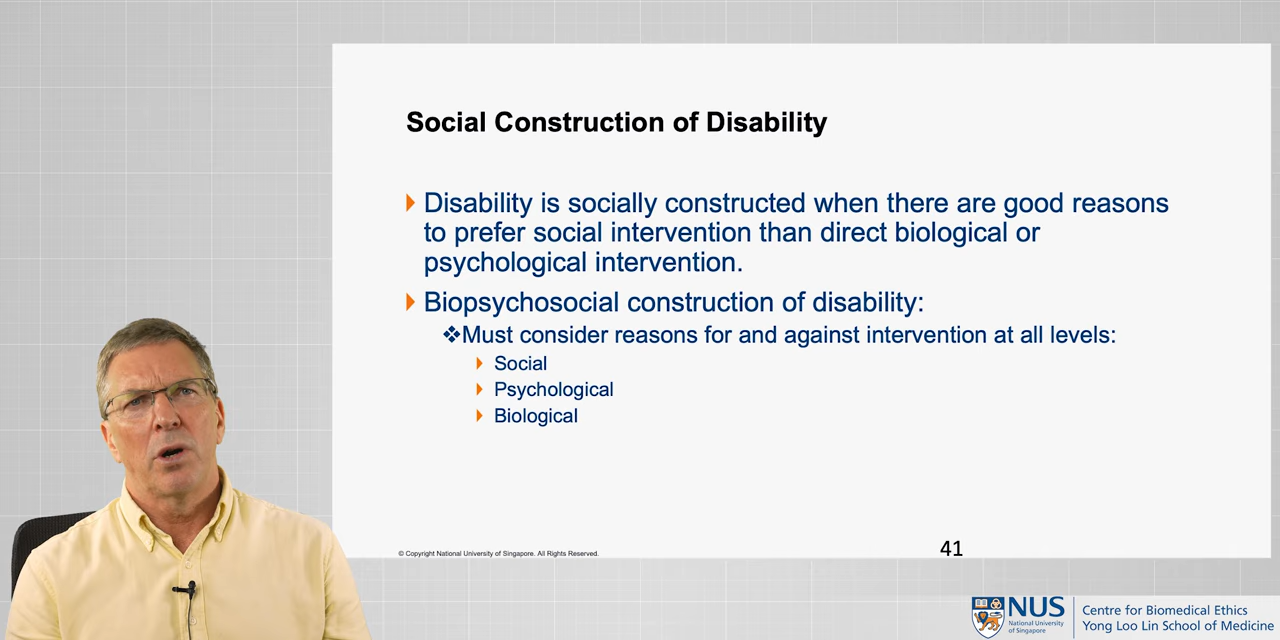 Social Construction of Disability
Disability is socially constructed when there are good reasons
to prefer social intervention than direct biological or
psychological intervention.
Biopsychosocial construction of disability:
❖Must consider reasons for and against intervention at all levels:
Social
Psychological
Biological
© Copyright National University of Singapore. All Rights Reserved.
41
NUS
National University
of Singapore
Centre for Biomedical Ethics
Yong Loo Lin School of Medicine